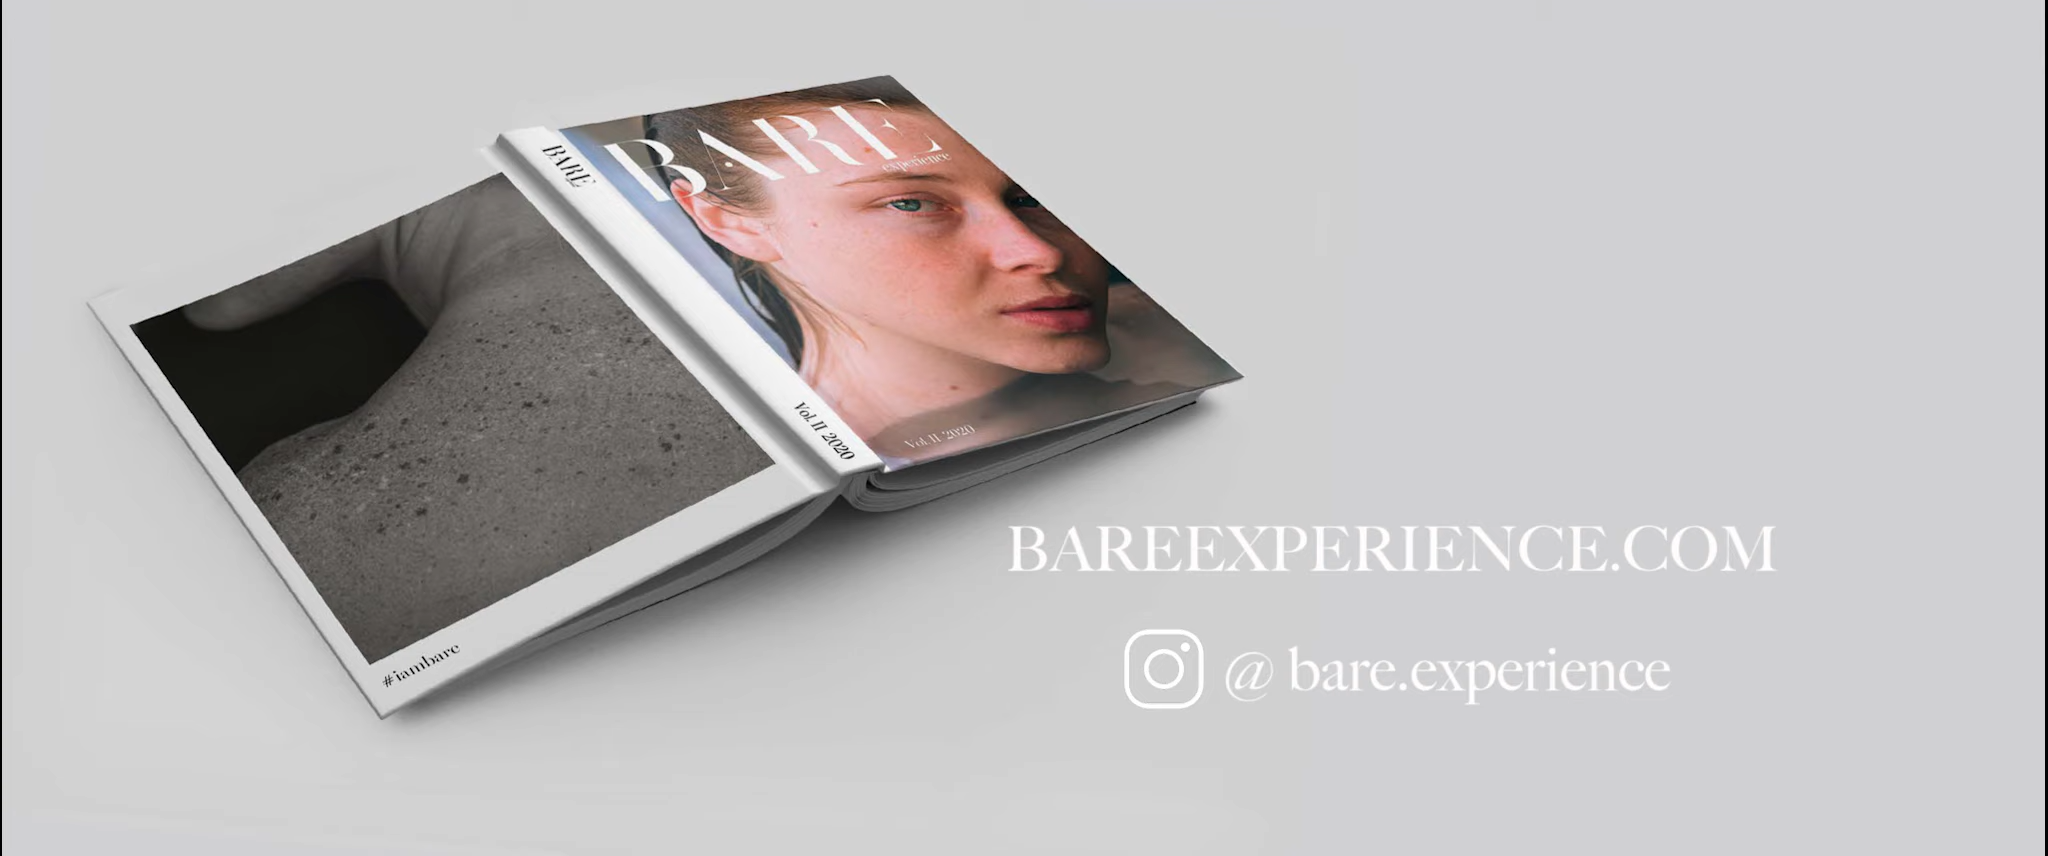 BARE
experience
BARE
Vol. II 2020
Vol. II 2020
#iambare
BAREEXPERIENCE.COM
@ bare.experience